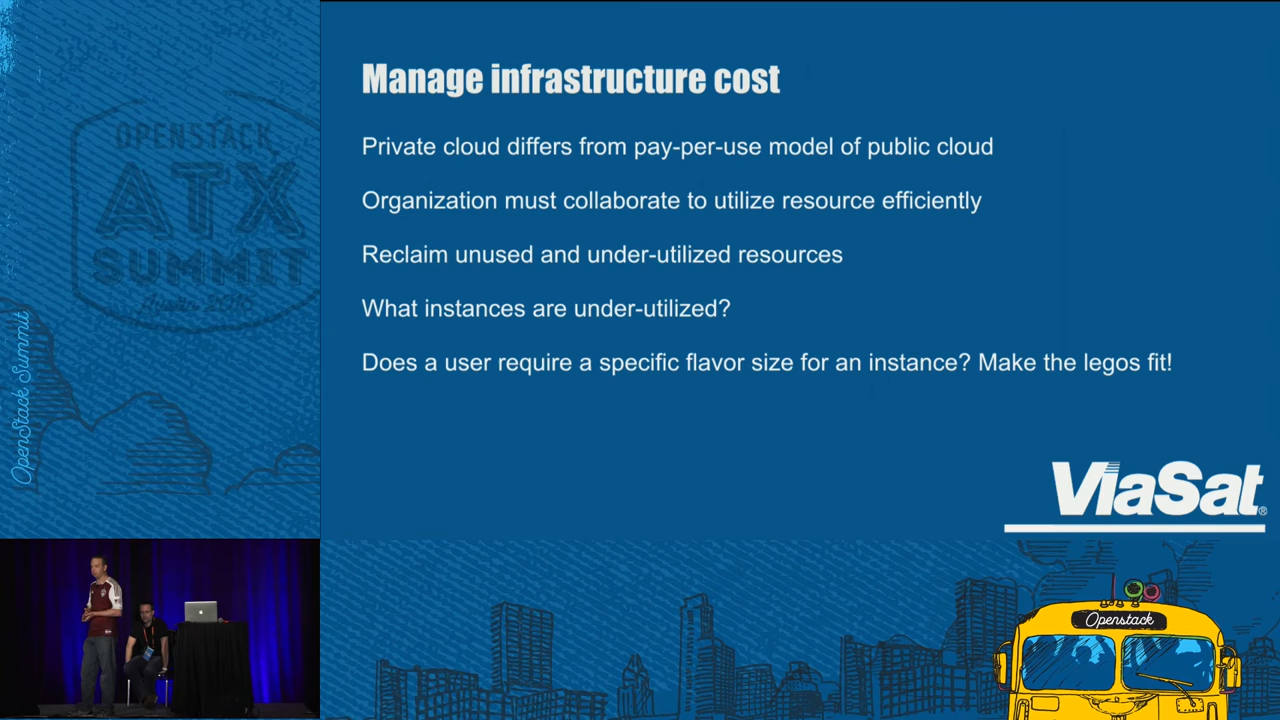 OPENSTACK
ATX
SUMMIT
Austin 2016
OpenStack Summit
Manage infrastructure cost
Private cloud differs from pay-per-use model of public cloud
Organization must collaborate to utilize resource efficiently
Reclaim unused and under-utilized resources
What instances are under-utilized?
Does a user require a specific flavor size for an instance? Make the legos fit!
ViaSat®
Openstack